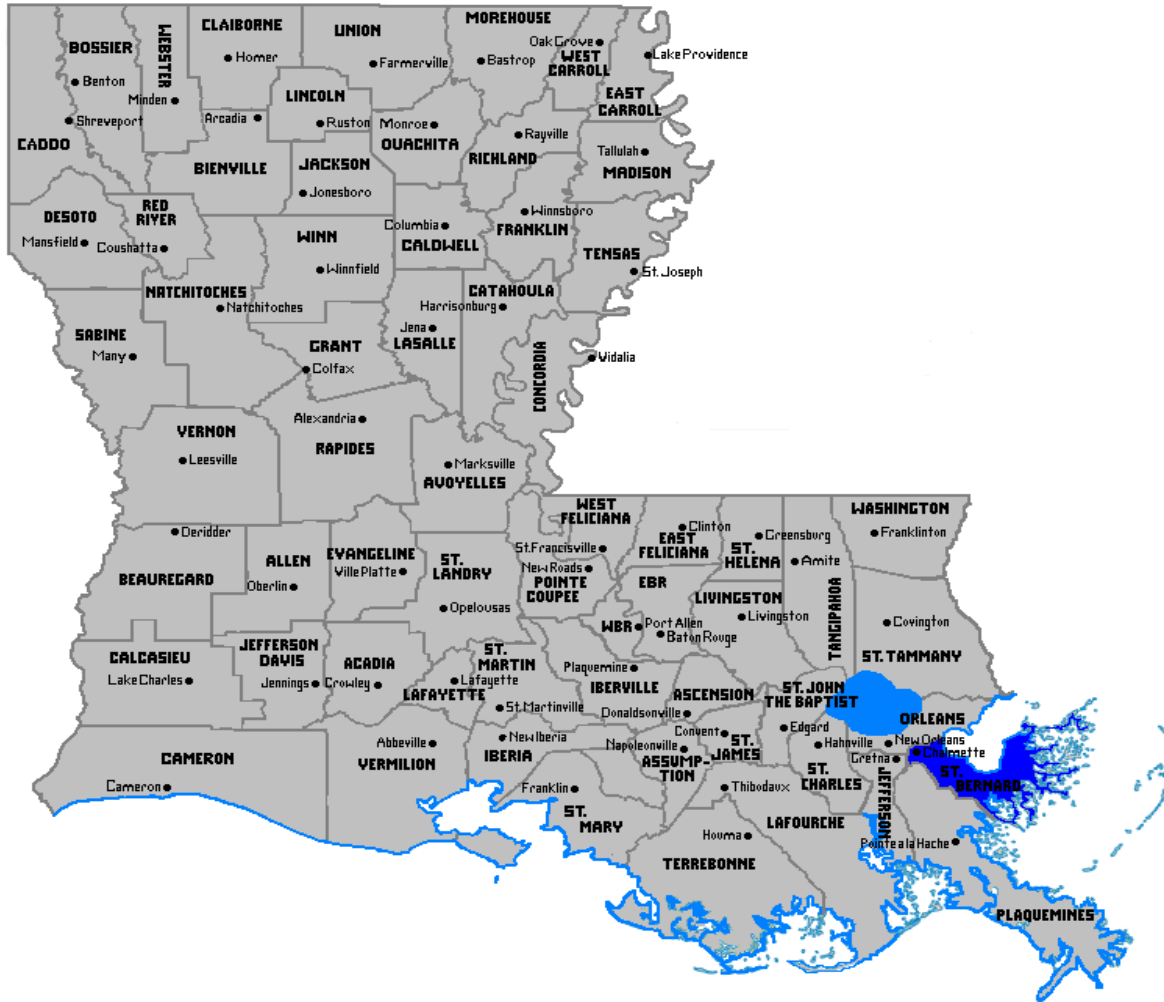 CLAIBORNE
UNION
MOREHOUSE
BOSSIER
WEBSTER
Oak Grove
WEST
CARROLL
Lake Providence
Homer
Farmerville
Bastrop
Benton
Minden
LINCOLN
EAST
CARROLL
Shreveport
Arcadia
Ruston
Monroe
OUACHITA
Rayville
CADDO
RICHLAND
Tallulah
MADISON
BIENVILLE
JACKSON
Jonesboro
DESOTO
RED
RIVER
Mansfield
Coushatta
WINN
Columbia
CALDWELL
Winnsboro
FRANKLIN
TENSAS
Winnfield
St. Joseph
NATCHITOCHES
Natchitoches
CATAHOULA
Harrisonburg
SABINE
Many
GRANT
Colfax
Jena
LASALLE
CONCORDIA
Vidalia
VERNON
Leesville
Alexandria
RAPIDES
Marksville
AVOYELLES
WEST
FELICIANA
St. Francisville
Clinton
EAST
FELICIANA
Greensburg
ST.
HELENA
WASHINGTON
Franklinton
Deridder
BEAUREGARD
ALLEN
Oberlin
EVANGELINE
Ville Platte
ST.
LANDRY
Opelousas
New Roads
POINTE
COUPEE
EBR
Amite
TANGIPAHOA
LIVINGSTON
Livingston
WBR
Port Allen
Baton Rouge
Covington
ST. TAMMANY
CALCASIEU
Lake Charles
JEFFERSON
DAVIS
Jennings
ACADIA
Crowley
ST.
MARTIN
Lafayette
LAFAYETTE
St. Martinville
Plaquemine
IBERVILLE
ASCENSION
Donaldsonville
ST. JOHN
THE BAPTIST
Edgard
ORLEANS
New Orleans
CAMERON
Cameron
Abbeville
VERMILION
New Iberia
IBERIA
Napoleonville
ASSUMP-
TION
Convent
ST.
JAMES
Hahnville
ST.
CHARLES
Gretna
Chalmette
ST.
BERNARD
JEFFERSON
Franklin
ST.
MARY
Thibodaux
LAFOURCHE
Houma
TERREBONNE
Pointe a la Hache
PLAQUEMINES